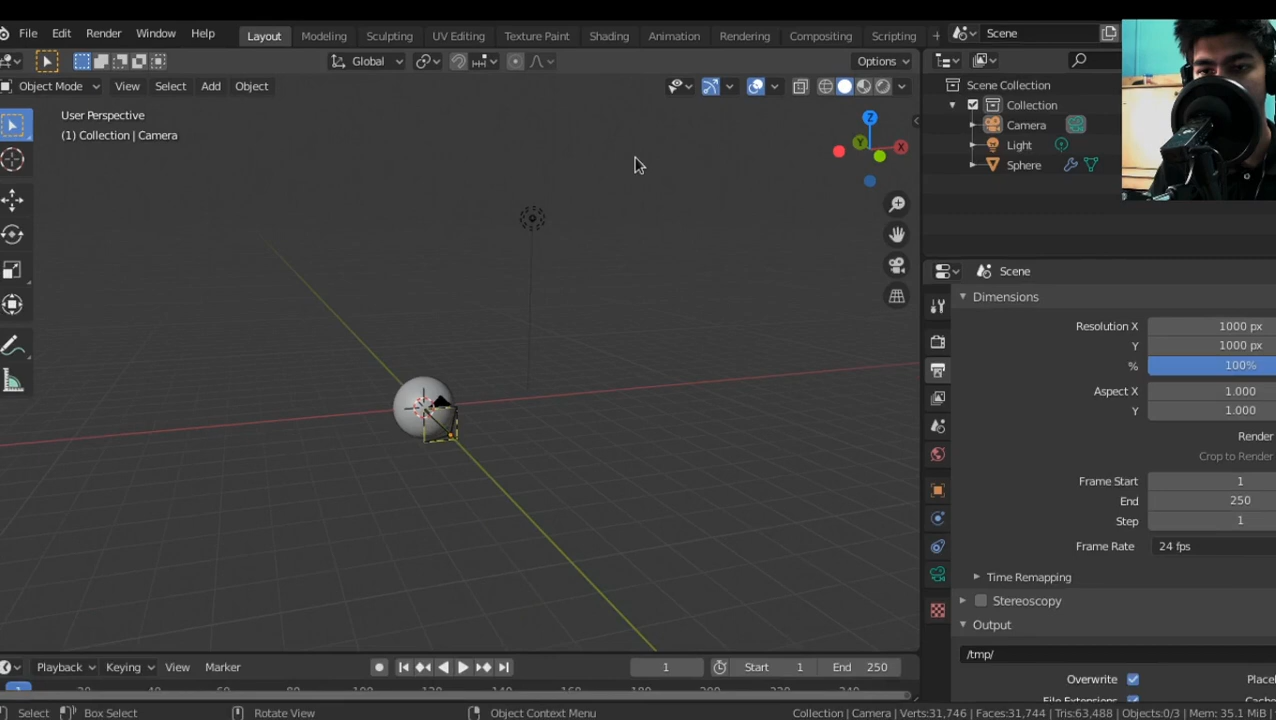 File Edit Render Window Help Layout Modeling Sculpting UV Editing Texture Paint Shading Animation Rendering Compositing Scripting + Scene
Global Options
Object Mode View Select Add Object
Scene Collection
Collection
Camera
Light
Sphere
User Perspective
(1) Collection | Camera
Z
Y
X
Scene
Dimensions
Resolution X 1000 px
Y 1000 px
% 100%
Aspect X 1.000
Y 1.000
Render
Crop to Render
Frame Start 1
End 250
Step 1
Frame Rate 24 fps
Time Remapping
Stereoscopy
Output
/tmp/
Overwrite
File Extensions
Playback Keying View Marker 1 Start 1 End 250
Select Box Select Rotate View Object Context Menu Collection | Camera | Verts:31,746 | Faces:31,744 | Tris:63,488 | Objects:0/3 | Mem: 35.1 MiB |